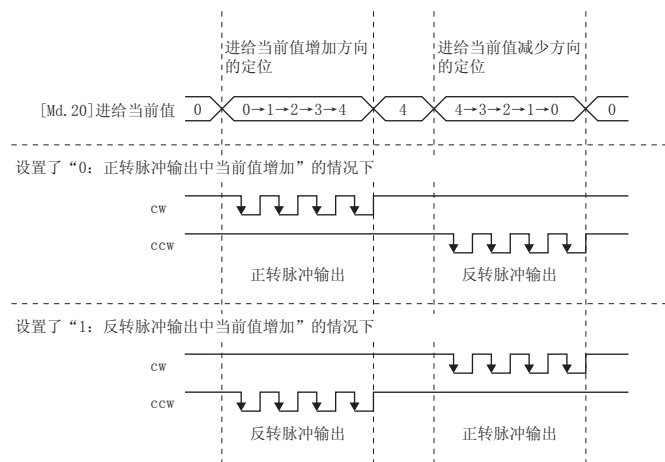 进给当前值增加方向
的定位
进给当前值减少方向
的定位
[Md.20]进给当前值
0
0→1→2→3→4
4
4→3→2→1→0
0
设置了“0: 正转脉冲输出中当前值增加”的情况下
cw
ccw
正转脉冲输出
反转脉冲输出
设置了“1: 反转脉冲输出中当前值增加”的情况下
cw
ccw
反转脉冲输出
正转脉冲输出